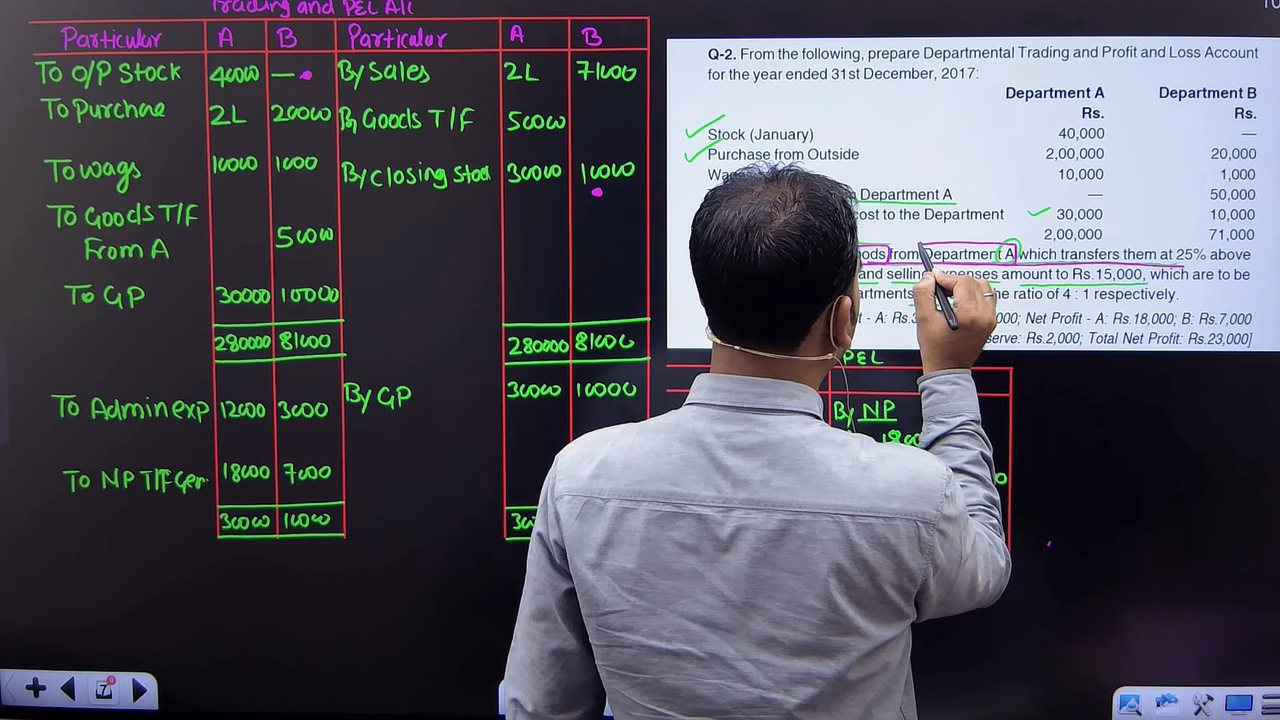 Trading and P&L A/c
Particular A B Particular A B
To O/P Stock 40000 — By Sales 2L 71000
To Purchase 2L 20000 By Goods T/F 50000
To wags 10000 1000 By Closing Stock 30000 10000
To Goods T/F
From A 50000
To GP 30000 10000
280000 81000 280000 81000
To Admin exp 12000 3000 By GP 30000 10000
To NP T/F Gen. 18000 7000
30000 10000
Q-2. From the following, prepare Departmental Trading and Profit and Loss Account
for the year ended 31st December, 2017:
Department A Department B
Rs. Rs.
Stock (January) 40,000 —
Purchase from Outside 2,00,000 20,000
10,000 1,000
Department A — 50,000
cost to the Department 30,000 10,000
2,00,000 71,000
from Department A which transfers them at 25% above
and selling expenses amount to Rs.15,000, which are to be
the ratio of 4 : 1 respectively.
Net Profit - A: Rs.18,000; B: Rs.7,000
Rs.2,000; Total Net Profit: Rs.23,000]
P&L
By NP
7